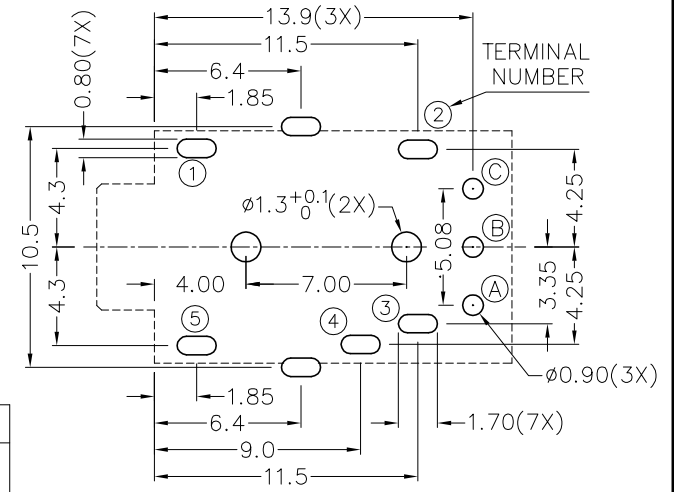 13.9(3X)
11.5
6.4
1.85
0.80(7X)
TERMINAL
NUMBER
2
1
C
4.3
4.25
10.5
ø1.3+0.1 0(2X)
5.08
B
4.00
7.00
3.35
A
4.3
4.25
5
4
3
ø0.90(3X)
1.85
6.4
1.70(7X)
9.0
11.5